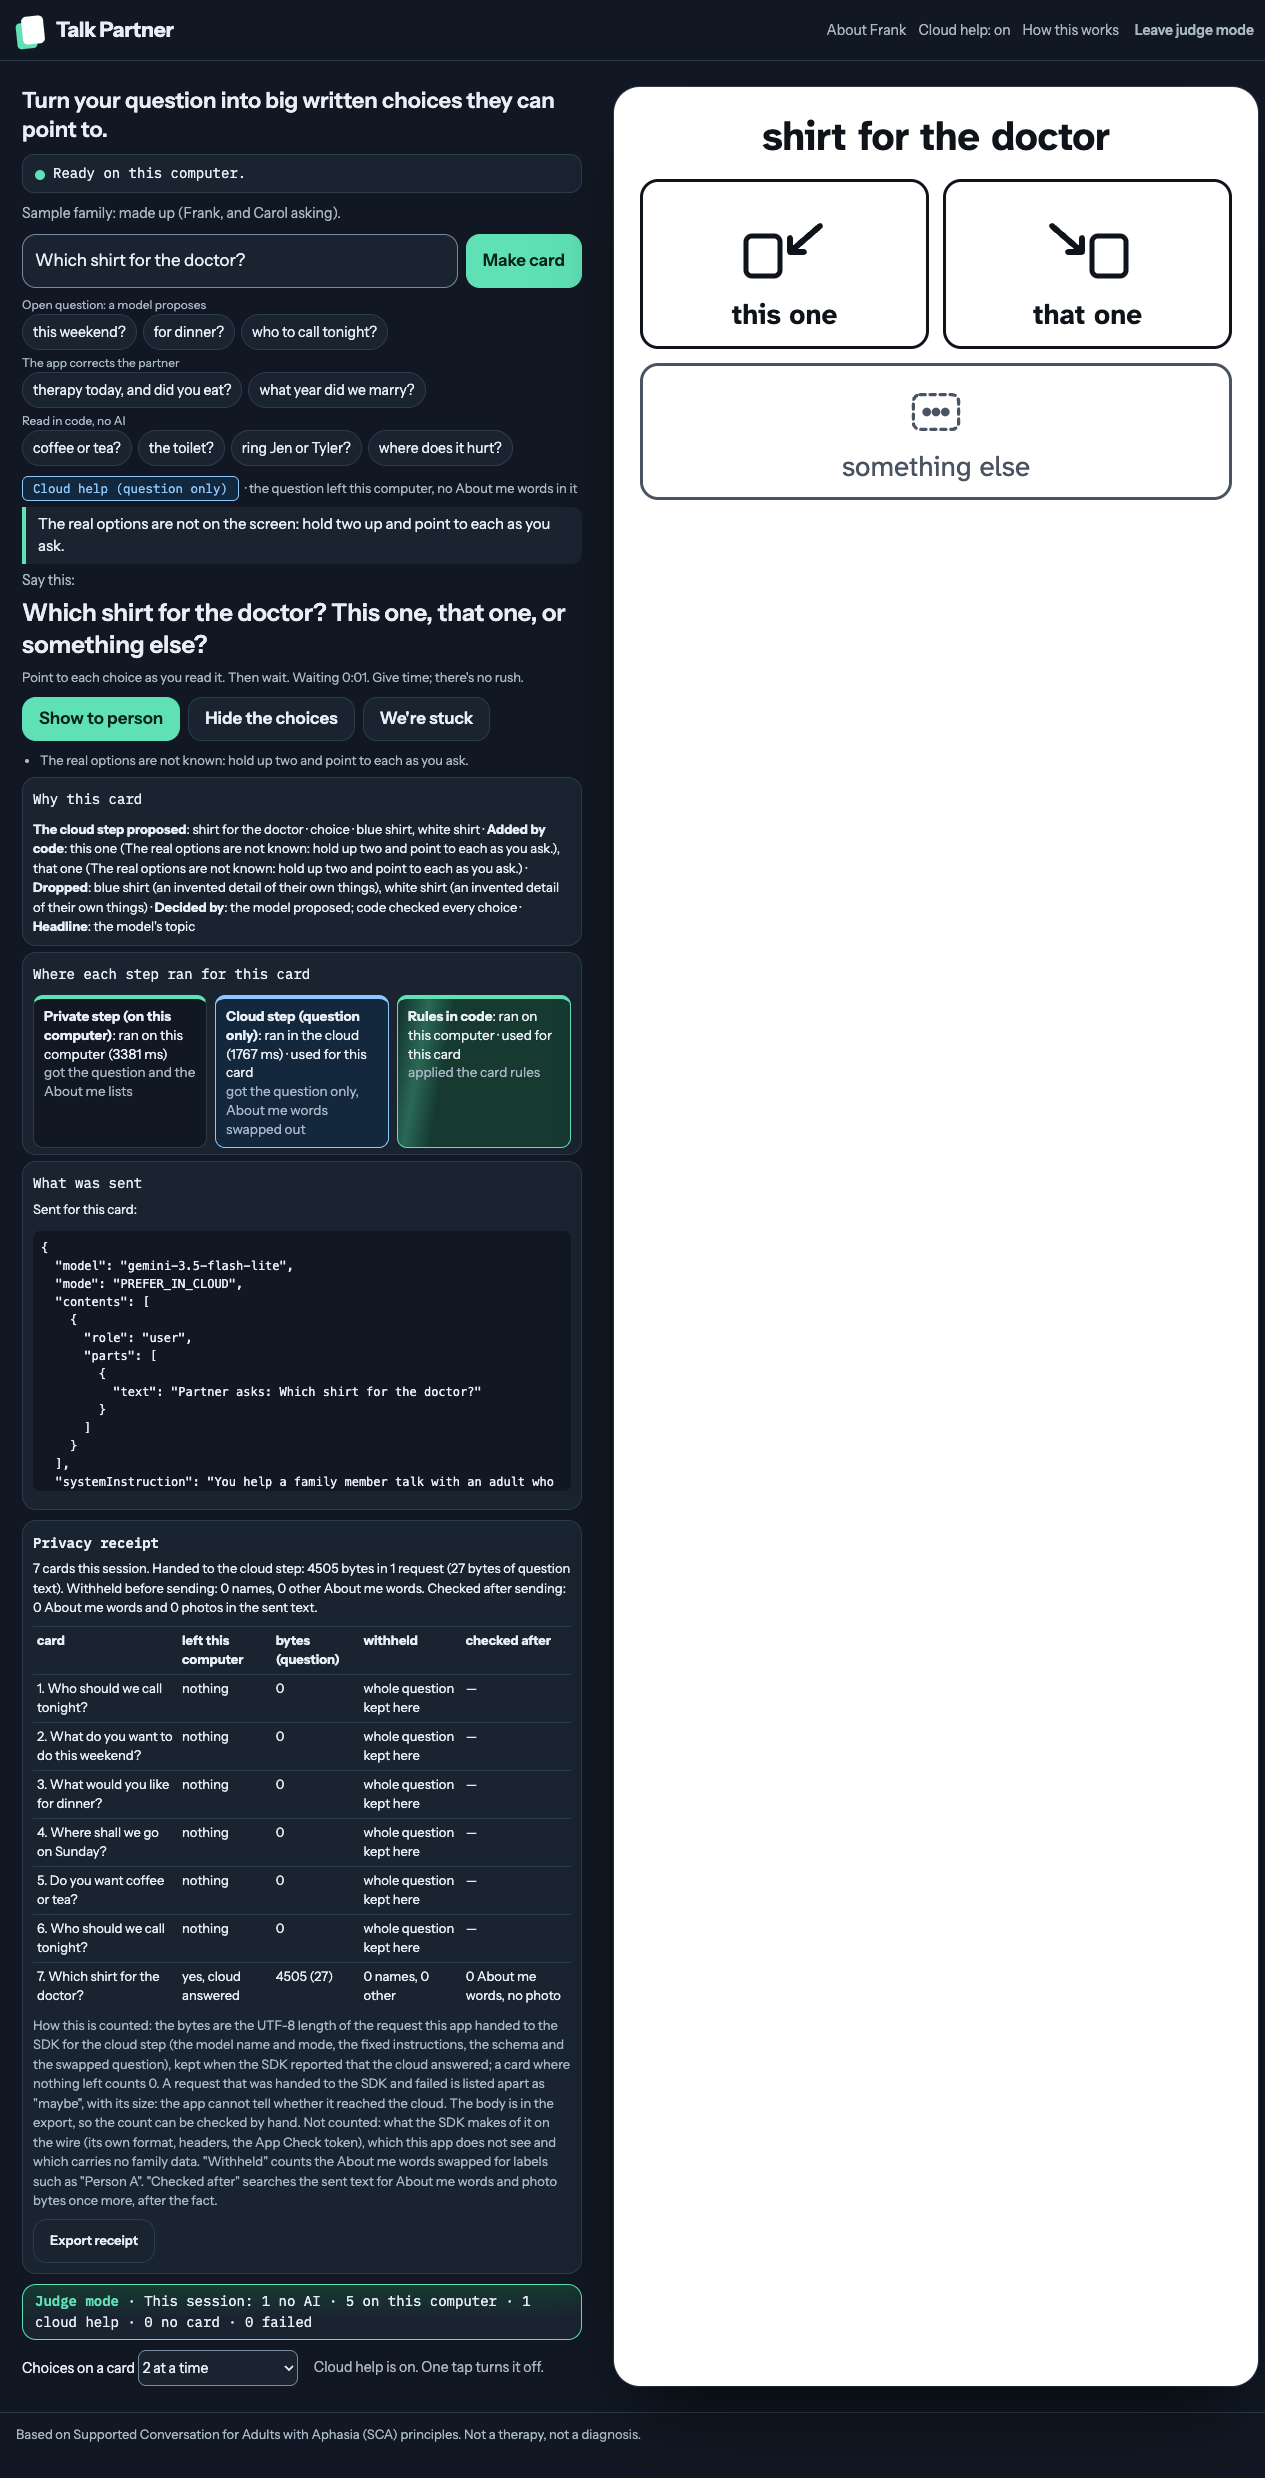 Talk Partner
About Frank Cloud help: on How this works Leave judge mode
Turn your question into big written choices they can
point to.
Ready on this computer.
Sample family: made up (Frank, and Carol asking).
Which shirt for the doctor?
Make card
Open question: a model proposes
this weekend? for dinner? who to call tonight?
The app corrects the partner
therapy today, and did you eat? what year did we marry?
Read in code, no AI
coffee or tea? the toilet? ring Jen or Tyler? where does it hurt?
Cloud help (question only) · the question left this computer, no About me words in it
The real options are not on the screen: hold two up and point to each as you
ask.
Say this:
Which shirt for the doctor? This one, that one, or
something else?
Point to each choice as you read it. Then wait. Waiting 0:01. Give time; there's no rush.
Show to person Hide the choices We're stuck
• The real options are not known: hold up two and point to each as you ask.
Why this card
The cloud step proposed: shirt for the doctor · choice · blue shirt, white shirt · Added by
code: this one (The real options are not known: hold up two and point to each as you ask.),
that one (The real options are not known: hold up two and point to each as you ask.) ·
Dropped: blue shirt (an invented detail of their own things), white shirt (an invented detail
of their own things) · Decided by: the model proposed; code checked every choice ·
Headline: the model's topic
Where each step ran for this card
Private step (on this
computer): ran on this
computer (3381 ms)
got the question and the
About me lists
Cloud step (question
only): ran in the cloud
(1767 ms) · used for this
card
got the question only,
About me words
swapped out
Rules in code: ran on
this computer · used for
this card
applied the card rules
What was sent
Sent for this card:
{
"model": "gemini-3.5-flash-lite",
"mode": "PREFER_IN_CLOUD",
"contents": [
{
"role": "user",
"parts": [
{
"text": "Partner asks: Which shirt for the doctor?"
}
]
}
],
"systemInstruction": "You help a family member talk with an adult who
Privacy receipt
7 cards this session. Handed to the cloud step: 4505 bytes in 1 request (27 bytes of question
text). Withheld before sending: 0 names, 0 other About me words. Checked after sending:
0 About me words and 0 photos in the sent text.
card left this computer bytes (question) withheld checked after
1. Who should we call tonight? nothing 0 whole question kept here —
2. What do you want to do this weekend? nothing 0 whole question kept here —
3. What would you like for dinner? nothing 0 whole question kept here —
4. Where shall we go on Sunday? nothing 0 whole question kept here —
5. Do you want coffee or tea? nothing 0 whole question kept here —
6. Who should we call tonight? nothing 0 whole question kept here —
7. Which shirt for the doctor? yes, cloud answered 4505 (27) 0 names, 0 other 0 About me words, no photo
How this is counted: the bytes are the UTF-8 length of the request this app handed to the
SDK for the cloud step (the model name and mode, the fixed instructions, the schema and
the swapped question), kept when the SDK reported that the cloud answered; a card where
nothing left counts 0. A request that was handed to the SDK and failed is listed apart as
"maybe", with its size: the app cannot tell whether it reached the cloud. The body is in the
export, so the count can be checked by hand. Not counted: what the SDK makes of it on
the wire (its own format, headers, the App Check token), which this app does not see and
which carries no family data. "Withheld" counts the About me words swapped for labels
such as "Person A". "Checked after" searches the sent text for About me words and photo
bytes once more, after the fact.
Export receipt
Judge mode · This session: 1 no AI · 5 on this computer · 1
cloud help · 0 no card · 0 failed
Choices on a card 2 at a time Cloud help is on. One tap turns it off.
shirt for the doctor
this one that one
something else
Based on Supported Conversation for Adults with Aphasia (SCA) principles. Not a therapy, not a diagnosis.